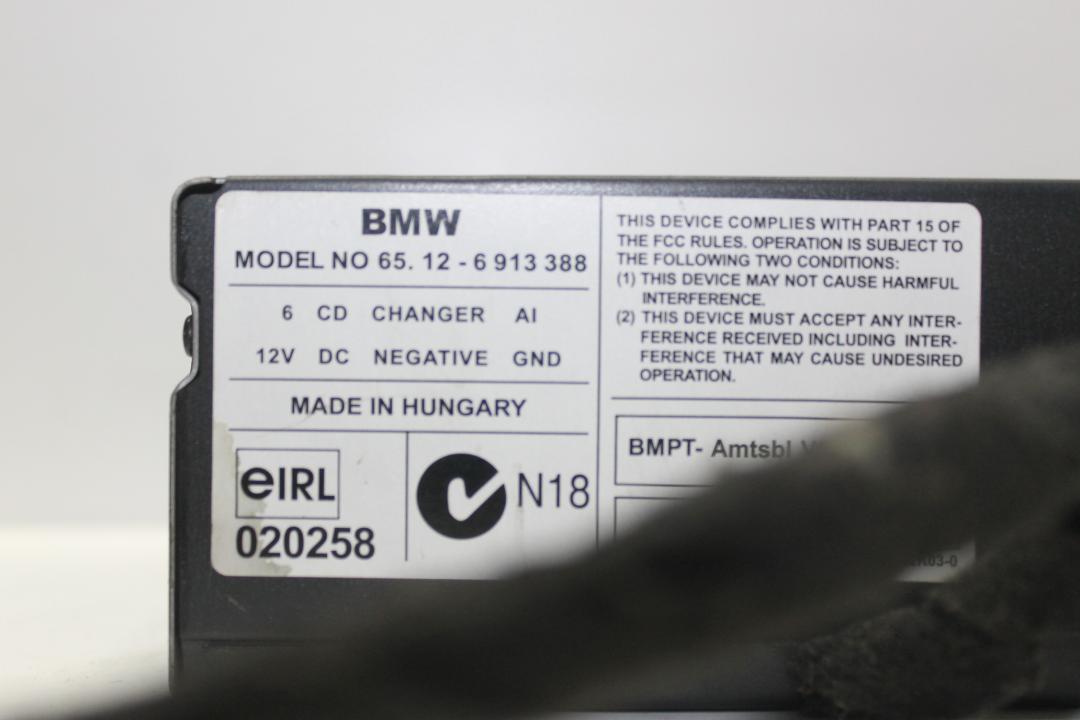 BMW
MODEL NO 65. 12 - 6 913 388
6 CD CHANGER AI
12V DC NEGATIVE GND
MADE IN HUNGARY
eIRL
020258
N18
THIS DEVICE COMPLIES WITH PART 15 OF
THE FCC RULES. OPERATION IS SUBJECT TO
THE FOLLOWING TWO CONDITIONS:
(1) THIS DEVICE MAY NOT CAUSE HARMFUL
INTERFERENCE.
(2) THIS DEVICE MUST ACCEPT ANY INTER-
FERENCE RECEIVED INCLUDING INTER-
FERENCE THAT MAY CAUSE UNDESIRED
OPERATION.
BMPT- Amtsbl